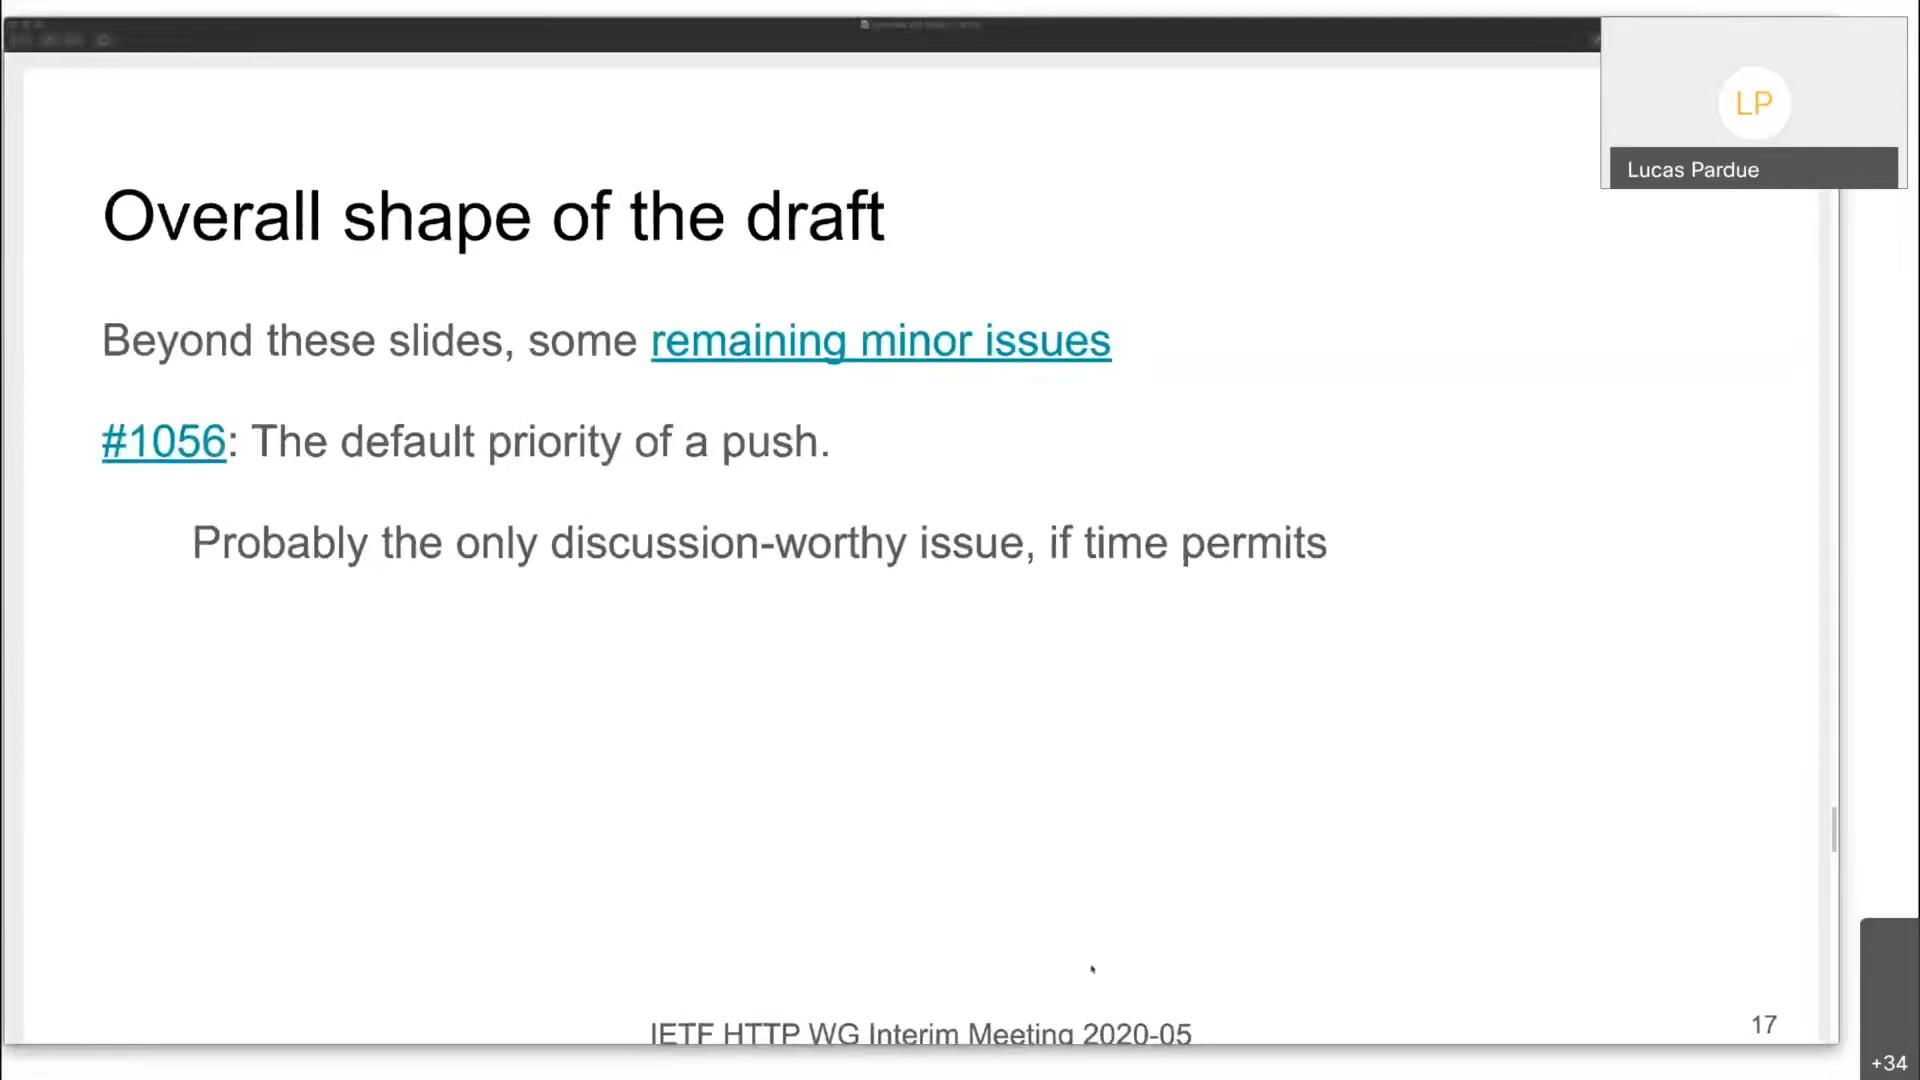 LP
Lucas Pardue
Overall shape of the draft
Beyond these slides, some remaining minor issues
#1056: The default priority of a push.
Probably the only discussion-worthy issue, if time permits
IETF HTTP WG Interim Meeting 2020-05
17
+34